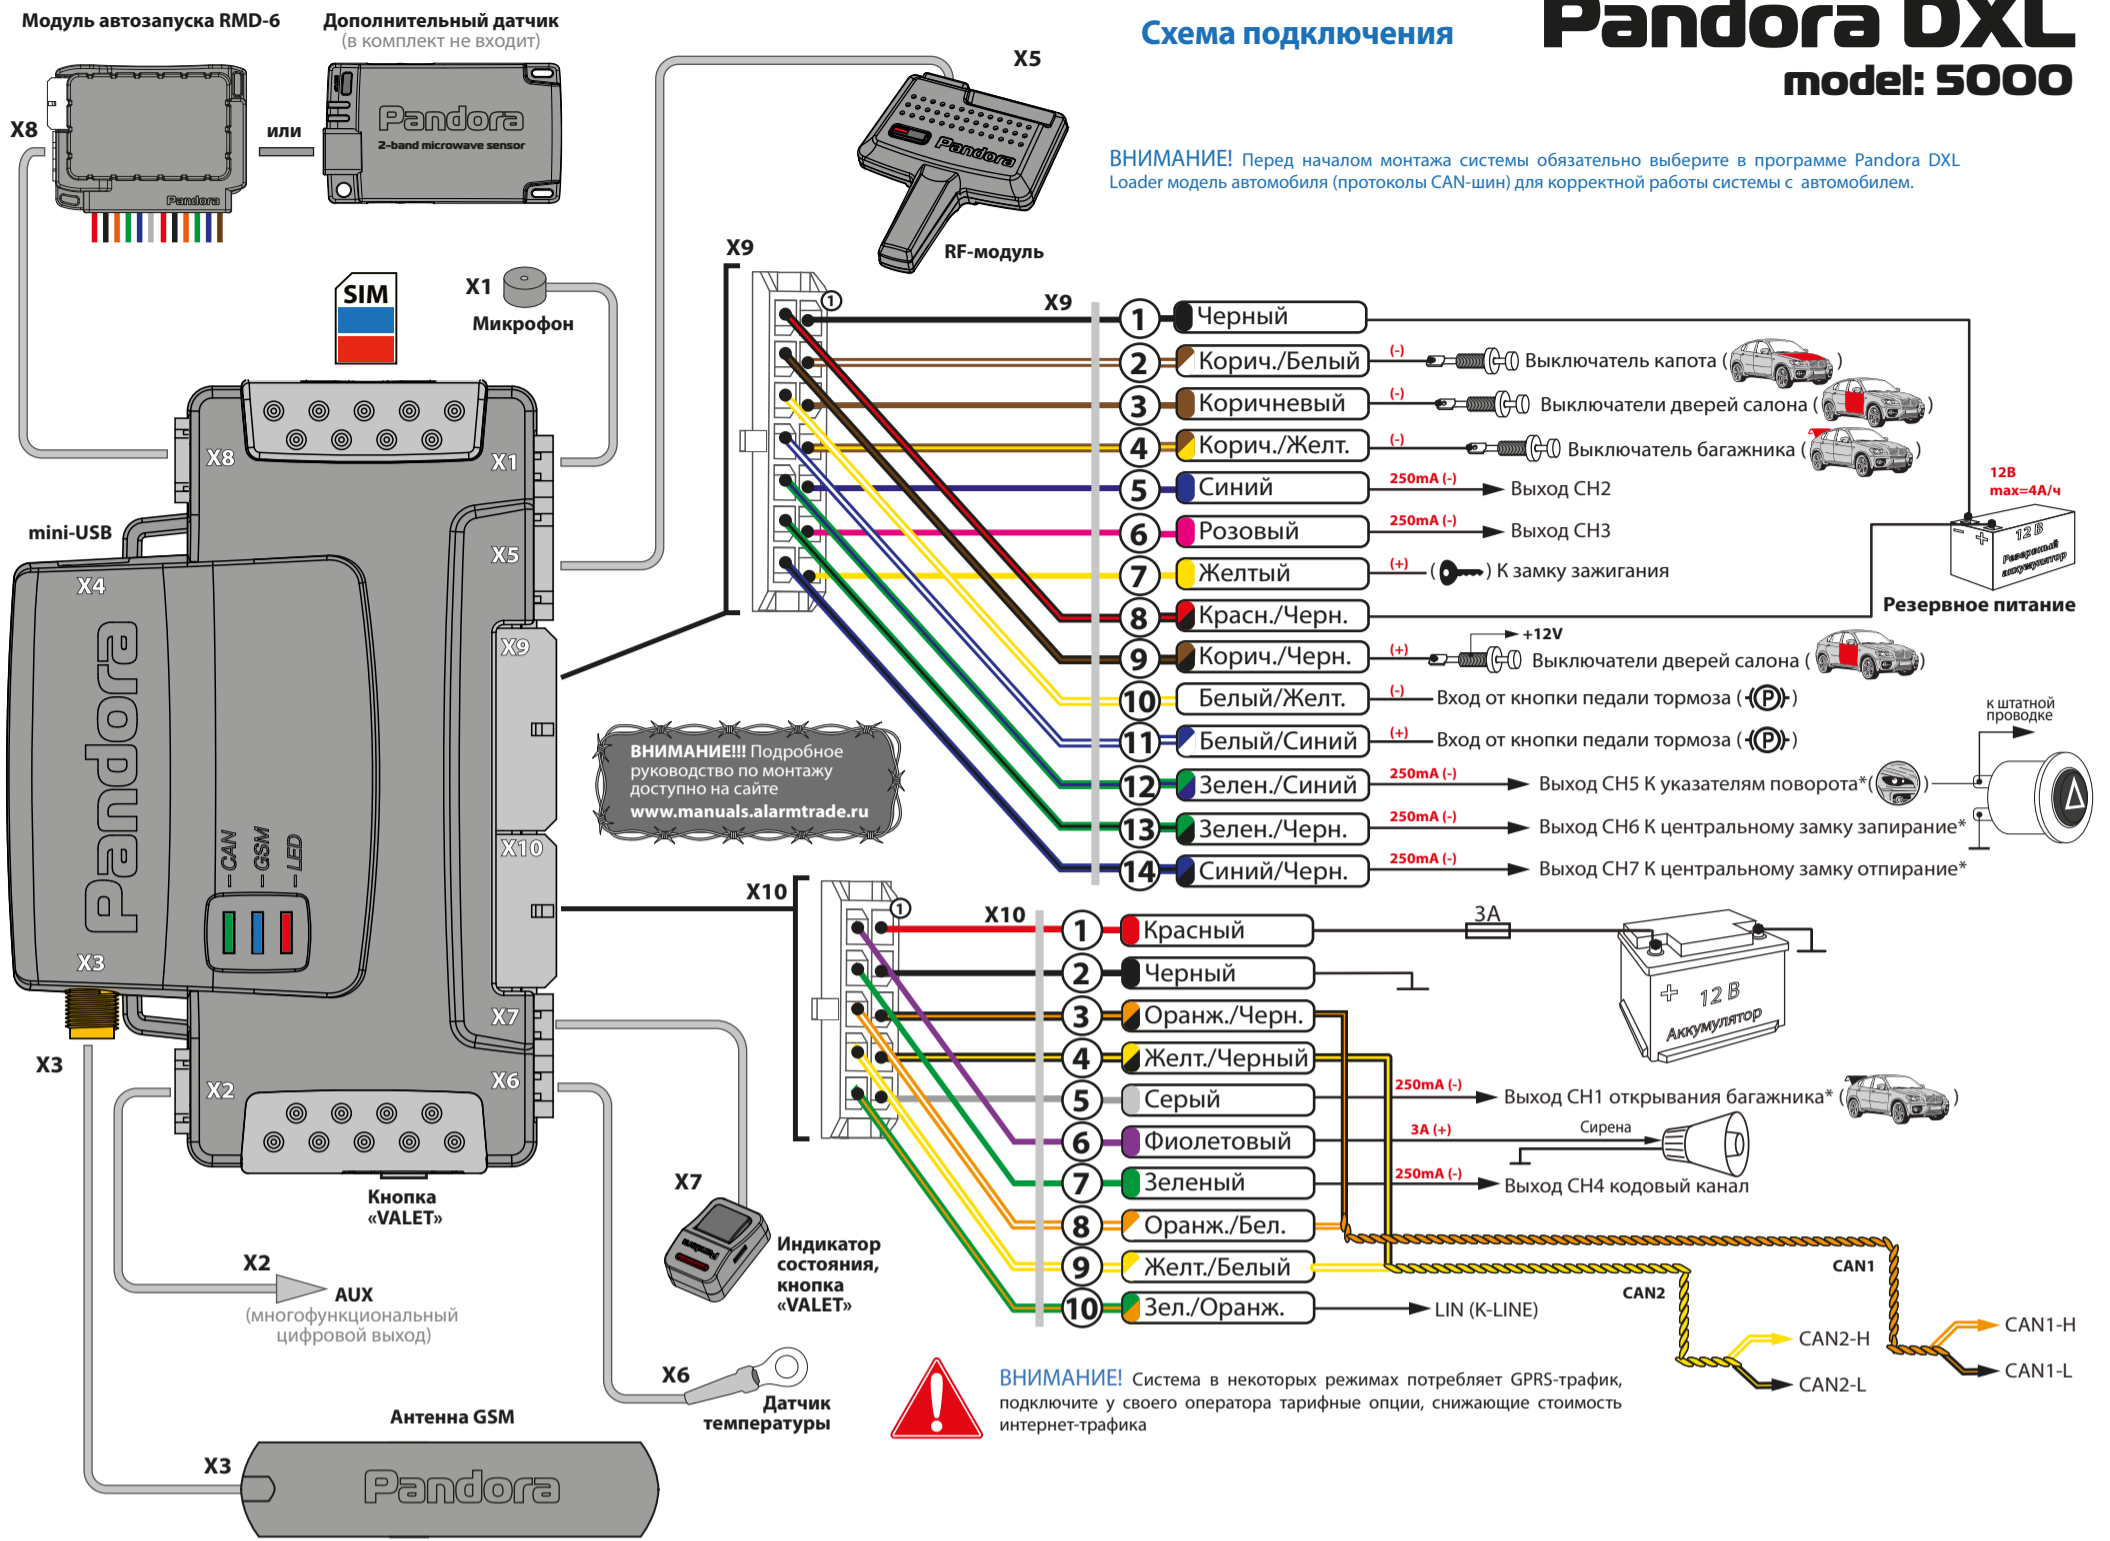 Модуль автозапуска RMD-6
Дополнительный датчик
(в комплект не входит)
X8
или
Pandora
Pandora
2-band microwave sensor
X5
Pandora
RF-модуль
Схема подключения
Pandora DXL
model: 5000
ВНИМАНИЕ! Перед началом монтажа системы обязательно выберите в программе Pandora DXL
Loader модель автомобиля (протоколы CAN-шин) для корректной работы системы с автомобилем.
SIM
X1
Микрофон
X8
X1
mini-USB
X5
X4
X9
Pandora
CAN
GSM
LED
X10
X3
X7
X6
X2
X3
Кнопка
«VALET»
X2
AUX
(многофункциональный
цифровой выход)
X7
Pandora
Индикатор
состояния,
кнопка
«VALET»
X6
Датчик
температуры
Антенна GSM
X3
Pandora
ВНИМАНИЕ!!! Подробное
руководство по монтажу
доступно на сайте
www.manuals.alarmtrade.ru
X9
1
X9
1 Черный
2 Корич./Белый (-) Выключатель капота ( )
3 Коричневый (-) Выключатели дверей салона ( )
4 Корич./Желт. (-) Выключатель багажника ( )
5 Синий 250mA (-) Выход CH2
6 Розовый 250mA (-) Выход CH3
7 Желтый (+) ( ) К замку зажигания
8 Красн./Черн.
9 Корич./Черн. (+) +12V Выключатели дверей салона ( )
10 Белый/Желт. (-) Вход от кнопки педали тормоза (P)
11 Белый/Синий (+) Вход от кнопки педали тормоза (P)
12 Зелен./Синий 250mA (-) Выход CH5 К указателям поворота* ( )
13 Зелен./Черн. 250mA (-) Выход CH6 К центральному замку запирание*
14 Синий/Черн. 250mA (-) Выход CH7 К центральному замку отпирание*
12В
max=4А/ч
12 В
Резервный
аккумулятор
Резервное питание
к штатной
проводке
X10
1
X10
1 Красный 3А
2 Черный
3 Оранж./Черн.
4 Желт./Черный
5 Серый 250mA (-) Выход CH1 открывания багажника* ( )
6 Фиолетовый 3А (+) Сирена
7 Зеленый 250mA (-) Выход CH4 кодовый канал
8 Оранж./Бел.
9 Желт./Белый
10 Зел./Оранж. LIN (K-LINE)
+ 12 В
Аккумулятор
CAN1
CAN2
CAN1-H
CAN2-H
CAN1-L
CAN2-L
ВНИМАНИЕ! Система в некоторых режимах потребляет GPRS-трафик,
подключите у своего оператора тарифные опции, снижающие стоимость
интернет-трафика